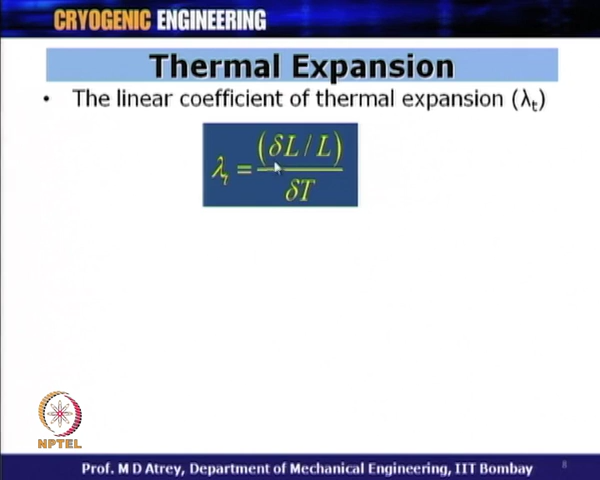 CRYOGENIC ENGINEERING
Thermal Expansion
• The linear coefficient of thermal expansion (λt)
λt = (δL / L) / δT
NPTEL
8
Prof. M D Atrey, Department of Mechanical Engineering, IIT Bombay